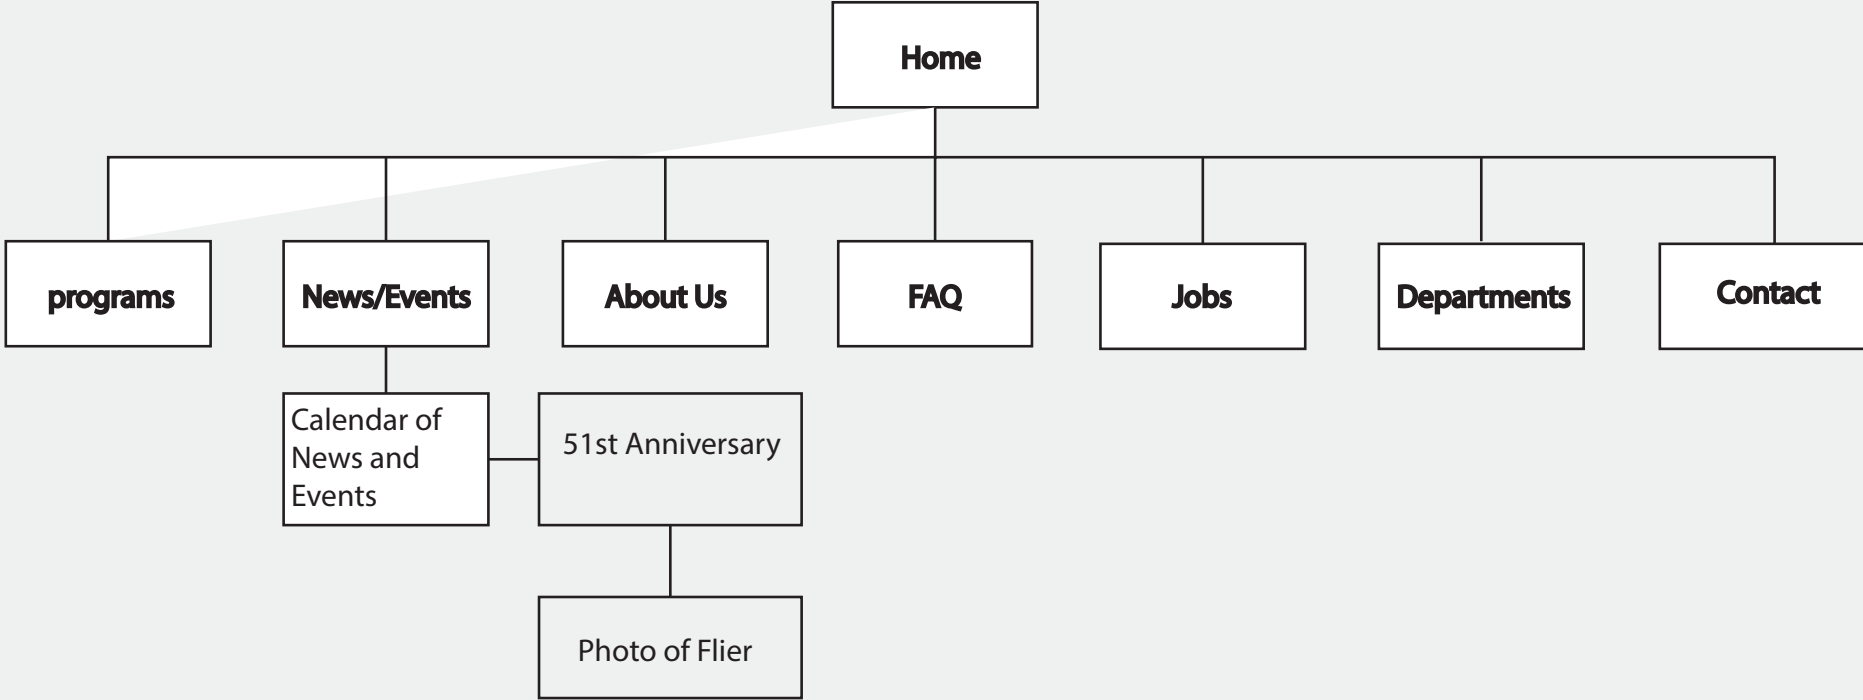 Home
programs
News/Events
About Us
FAQ
Jobs
Departments
Contact
Calendar of
News and
Events
51st Anniversary
Photo of Flier